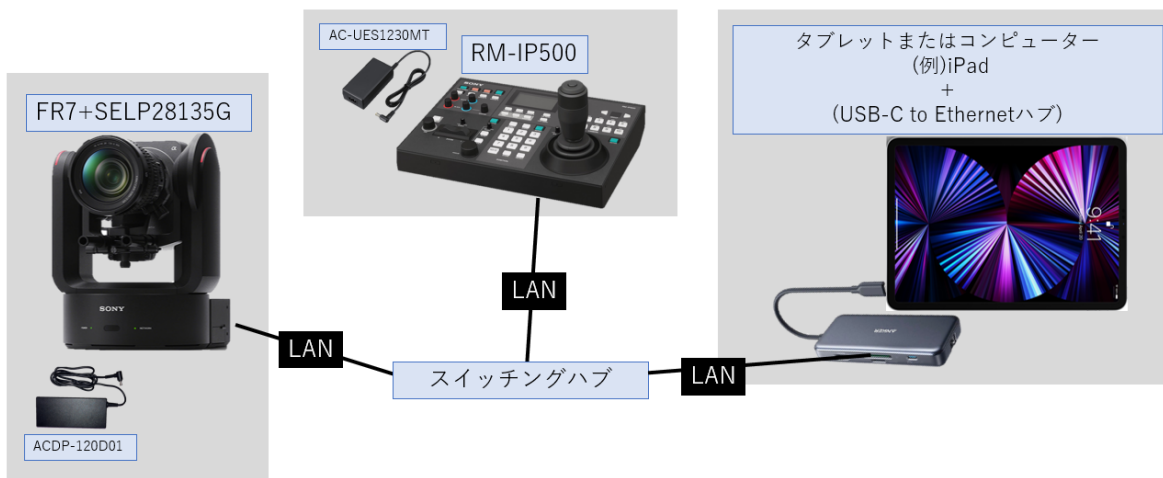 FR7+SELP28135G
SONY
ACDP-120D01
AC-UES1230MT
RM-IP500
SONY
タブレットまたはコンピューター
(例)iPad
+
(USB-C to Ethernetハブ)
9:41
ANKER
LAN
LAN
LAN
スイッチングハブ